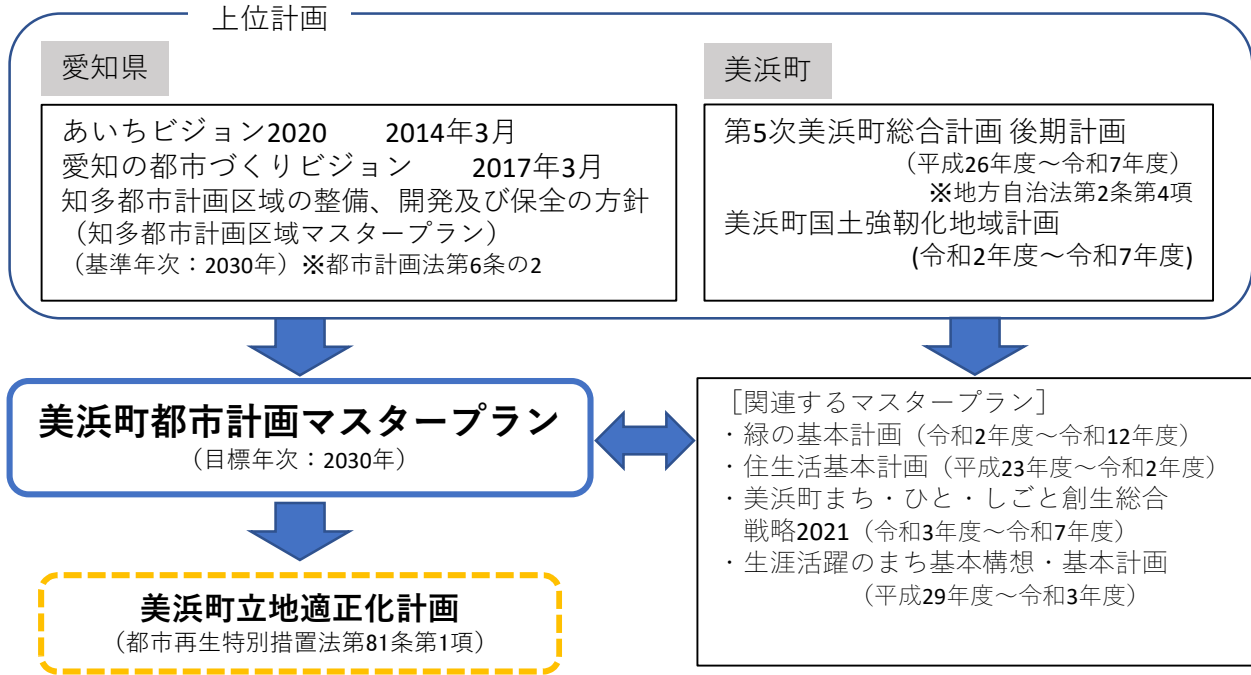 上位計画
愛知県
あいちビジョン2020　2014年3月
愛知の都市づくりビジョン　2017年3月
知多都市計画区域の整備、開発及び保全の方針
（知多都市計画区域マスタープラン）
（基準年次：2030年）※都市計画法第6条の2
美浜町
第5次美浜町総合計画 後期計画
（平成26年度～令和7年度）
※地方自治法第2条第4項
美浜町国土強靭化地域計画
(令和2年度～令和7年度)
美浜町都市計画マスタープラン
（目標年次：2030年）
［関連するマスタープラン］
・緑の基本計画（令和2年度～令和12年度）
・住生活基本計画（平成23年度～令和2年度）
・美浜町まち・ひと・しごと創生総合
戦略2021（令和3年度～令和7年度）
・生涯活躍のまち基本構想・基本計画
（平成29年度～令和3年度）
美浜町立地適正化計画
（都市再生特別措置法第81条第1項）